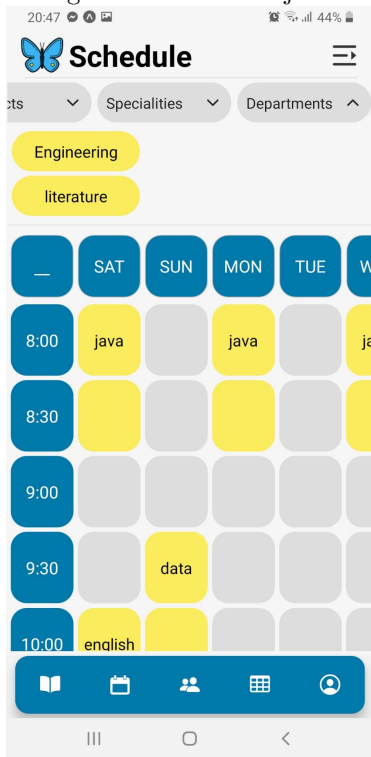 20:47 44%
Schedule
cts Specialities Departments
Engineering
literature
__ SAT SUN MON TUE W
8:00 java java ja
8:30
9:00
9:30 data
10:00 english